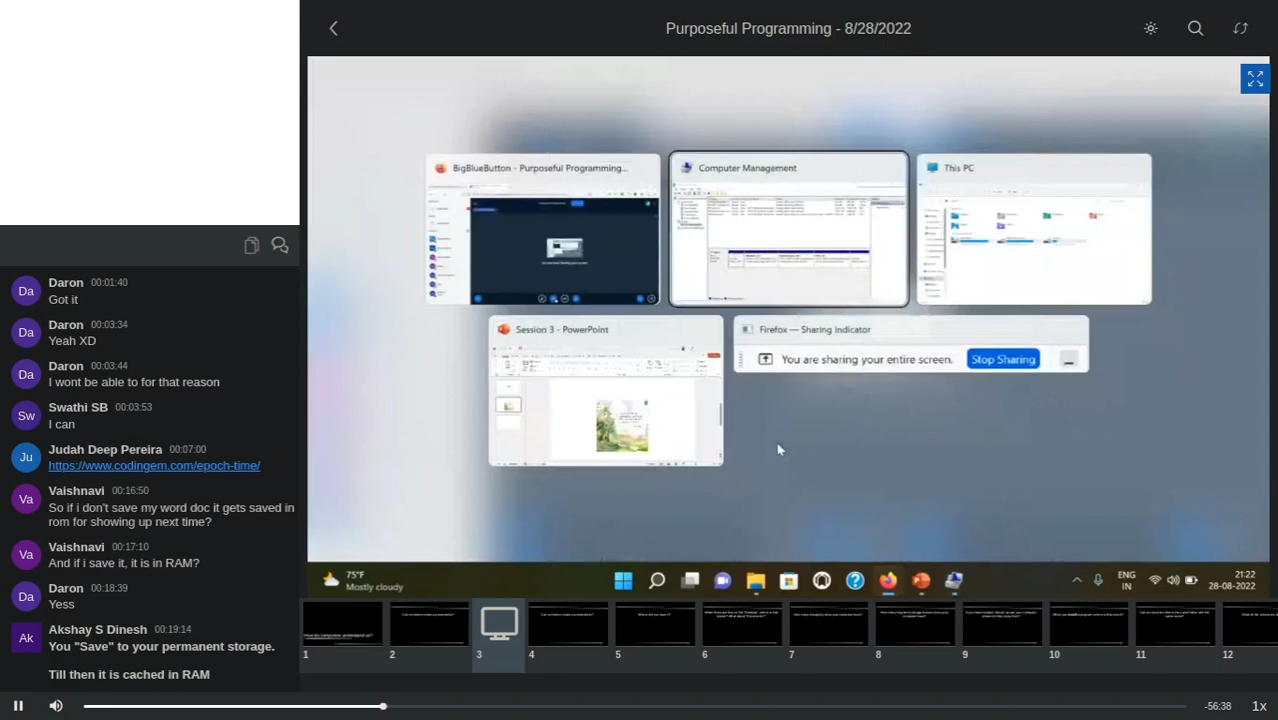 Purposeful Programming - 8/28/2022
Daron 00:01:40
Got it
Daron 00:03:34
Yeah XD
Daron 00:03:44
I wont be able to for that reason
Swathi SB 00:03:53
I can
Judah Deep Pereira 00:07:00
https://www.codingem.com/epoch-time/
Vaishnavi 00:16:50
So if i don't save my word doc it gets saved in
rom for showing up next time?
Vaishnavi 00:17:10
And if i save it, it is in RAM?
Daron 00:18:39
Yess
Akshay S Dinesh 00:19:14
You "Save" to your permanent storage.
Till then it is cached in RAM
Da
Da
Da
Sw
Ju
Va
Va
Da
Ak
BigBlueButton - Purposeful Programming...
Computer Management
This PC
Session 3 - PowerPoint
Firefox — Sharing Indicator
You are sharing your entire screen.
Stop Sharing
75°F
Mostly cloudy
ENG
IN
21:22
28-08-2022
1 2 3 4 5 6 7 8 9 10 11 12
-56:38
1x